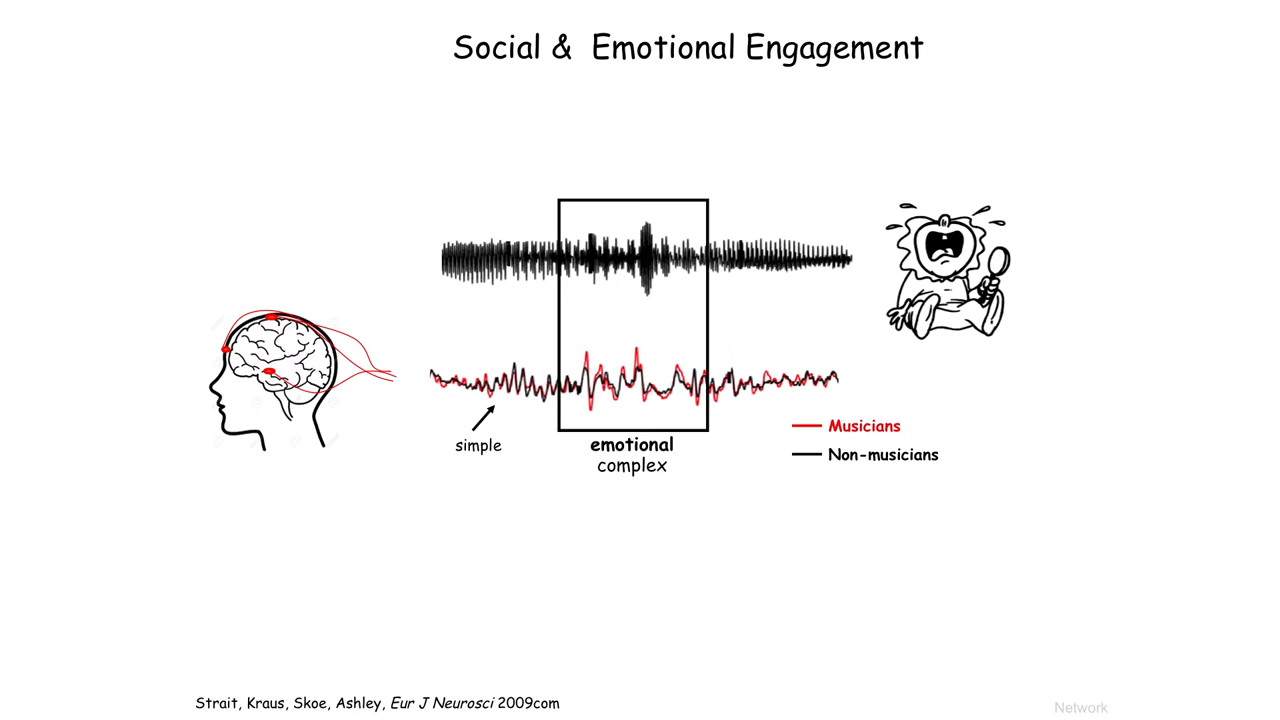 Social & Emotional Engagement
simple
emotional
complex
Musicians
Non-musicians
Strait, Kraus, Skoe, Ashley, Eur J Neurosci 2009com
Network